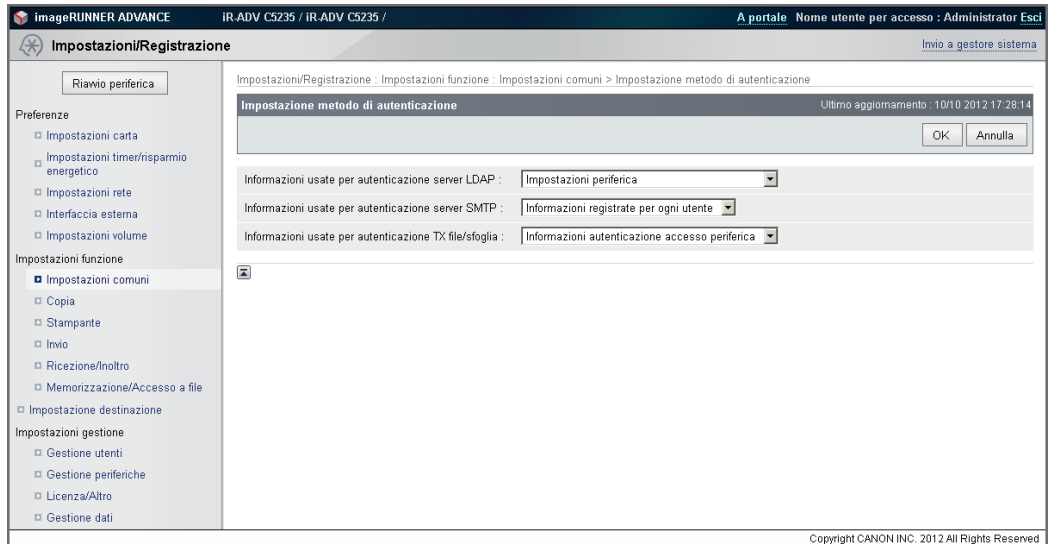 imageRUNNER ADVANCE iR-ADV C5235 / iR-ADV C5235 / A portale Nome utente per accesso : Administrator Esci
Impostazioni/Registrazione Invio a gestore sistema
Riavvio periferica
Preferenze
Impostazioni carta
Impostazioni timer/risparmio
energetico
Impostazioni rete
Interfaccia esterna
Impostazioni volume
Impostazioni funzione
Impostazioni comuni
Copia
Stampante
Invio
Ricezione/Inoltro
Memorizzazione/Accesso a file
Impostazione destinazione
Impostazioni gestione
Gestione utenti
Gestione periferiche
Licenza/Altro
Gestione dati
Impostazioni/Registrazione : Impostazioni funzione : Impostazioni comuni > Impostazione metodo di autenticazione
Impostazione metodo di autenticazione Ultimo aggiornamento : 10/10 2012 17:28:14
OK Annulla
Informazioni usate per autenticazione server LDAP : Impostazioni periferica
Informazioni usate per autenticazione server SMTP : Informazioni registrate per ogni utente
Informazioni usate per autenticazione TX file/sfoglia : Informazioni autenticazione accesso periferica
Copyright CANON INC. 2012 All Rights Reserved